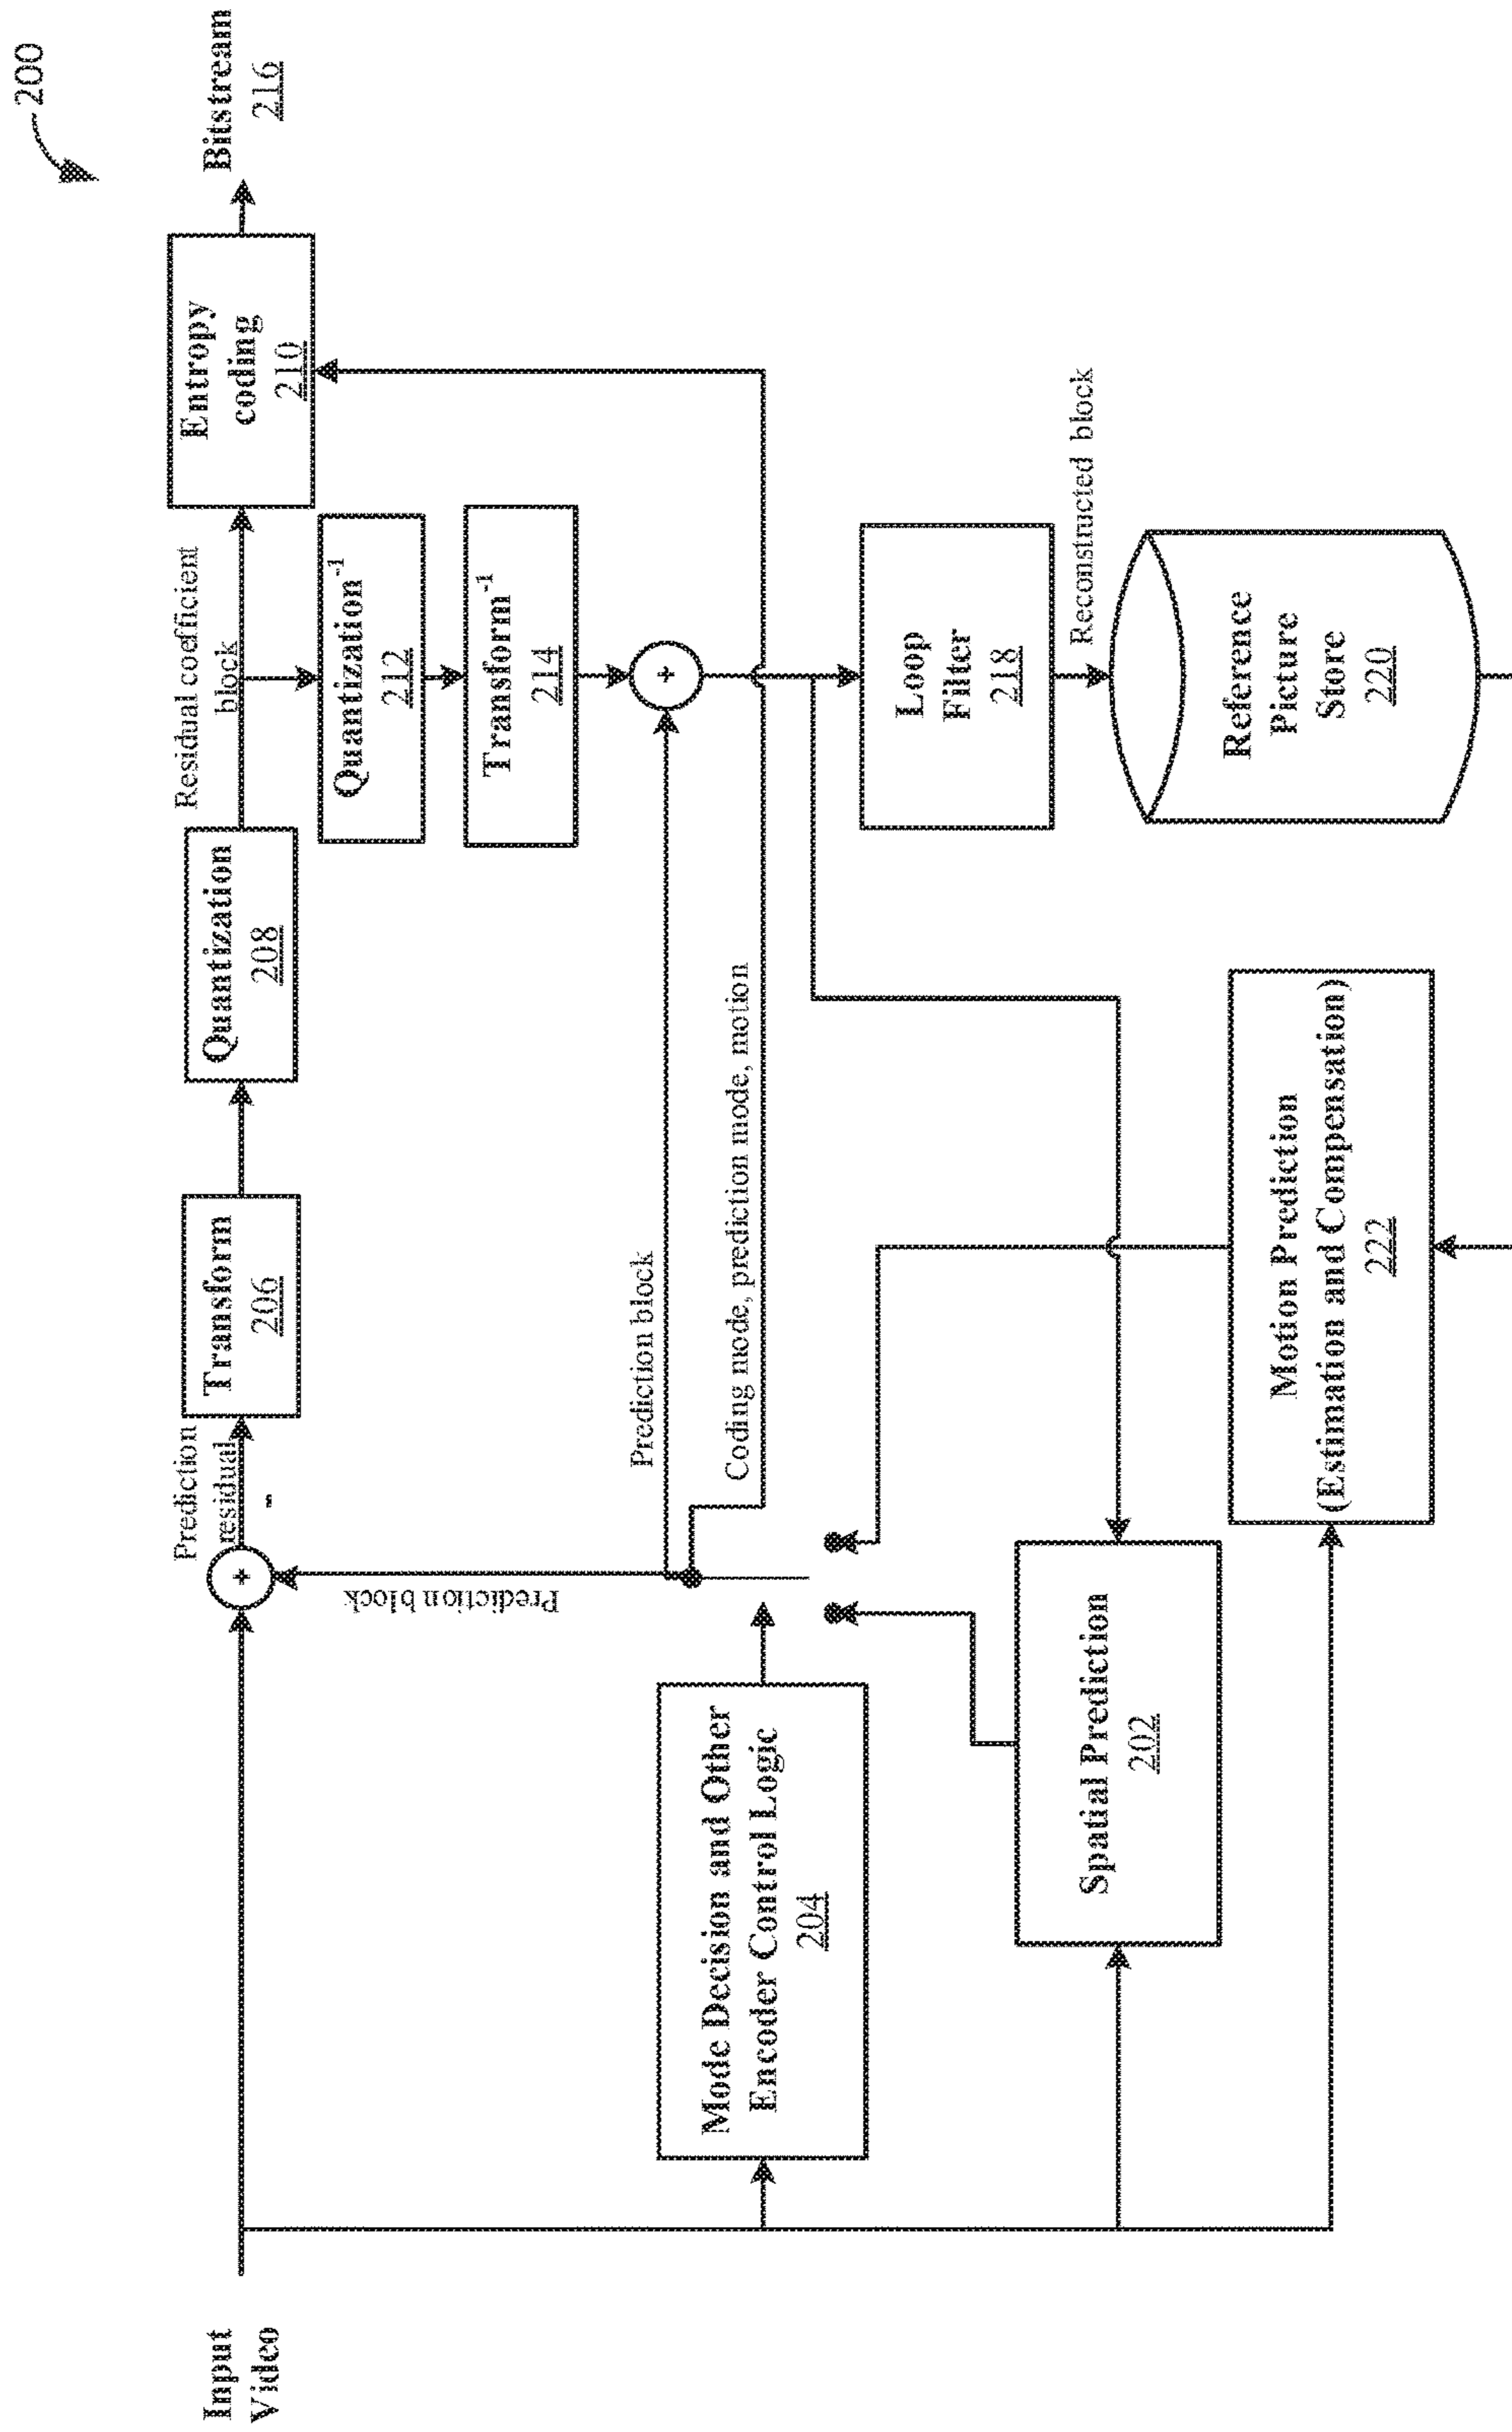 200
Input
Video
Prediction
residual
-
+
Transform
206
Quantization
208
Residual coefficient
block
Entropy
coding
210
Bitstream
216
Quantization⁻¹
212
Transform⁻¹
214
+
Prediction block
Prediction block
Coding mode, prediction mode, motion
Mode Decision and Other
Encoder Control Logic
204
Loop
Filter
218
Reconstructed block
Spatial Prediction
202
Motion Prediction
(Estimation and Compensation)
222
Reference
Picture
Store
220